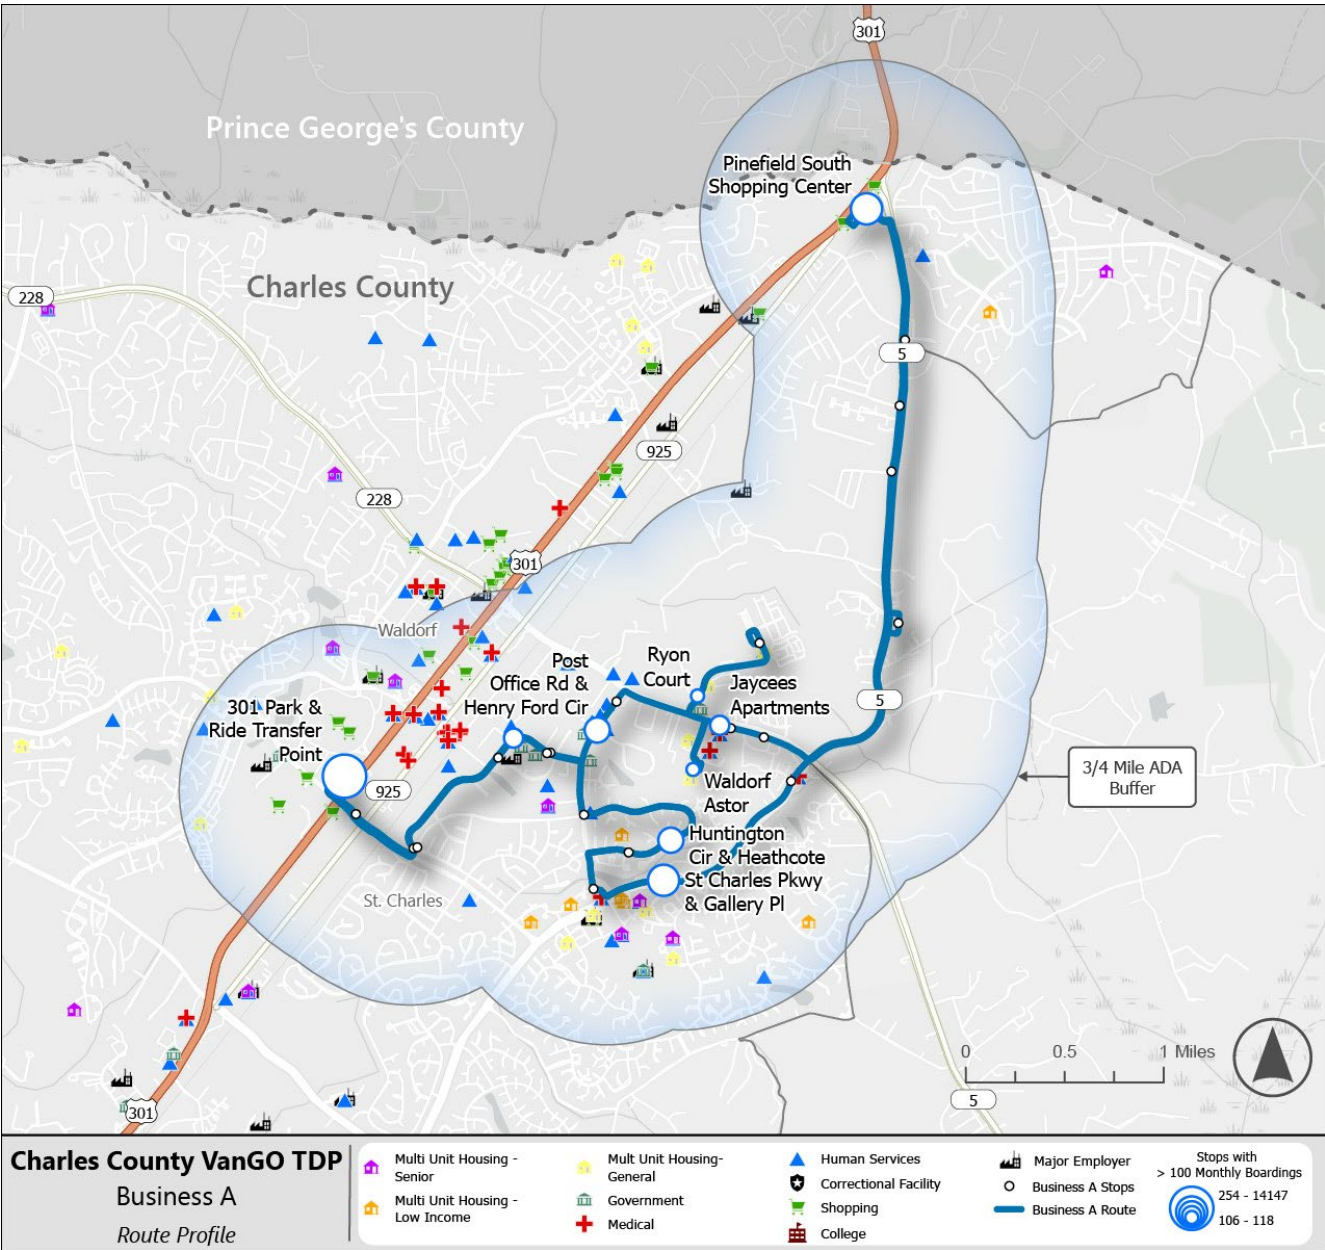 301
Prince George's County
Pinefield South
Shopping Center
Charles County
228
5
925
228
301
Waldorf
Post
Office Rd &
Henry Ford Cir
Ryon
Court
Jaycees
Apartments
5
301 Park &
Ride Transfer
Point
925
Waldorf
Astor
3/4 Mile ADA
Buffer
Huntington
Cir & Heathcote
St Charles Pkwy
& Gallery Pl
St. Charles
0 0.5 1 Miles
5
301
Charles County VanGO TDP
Business A
Route Profile
Multi Unit Housing -
Senior
Multi Unit Housing -
Low Income
Mult Unit Housing-
General
Government
Medical
Human Services
Correctional Facility
Shopping
College
Major Employer
Business A Stops
Business A Route
Stops with
> 100 Monthly Boardings
254 - 14147
106 - 118